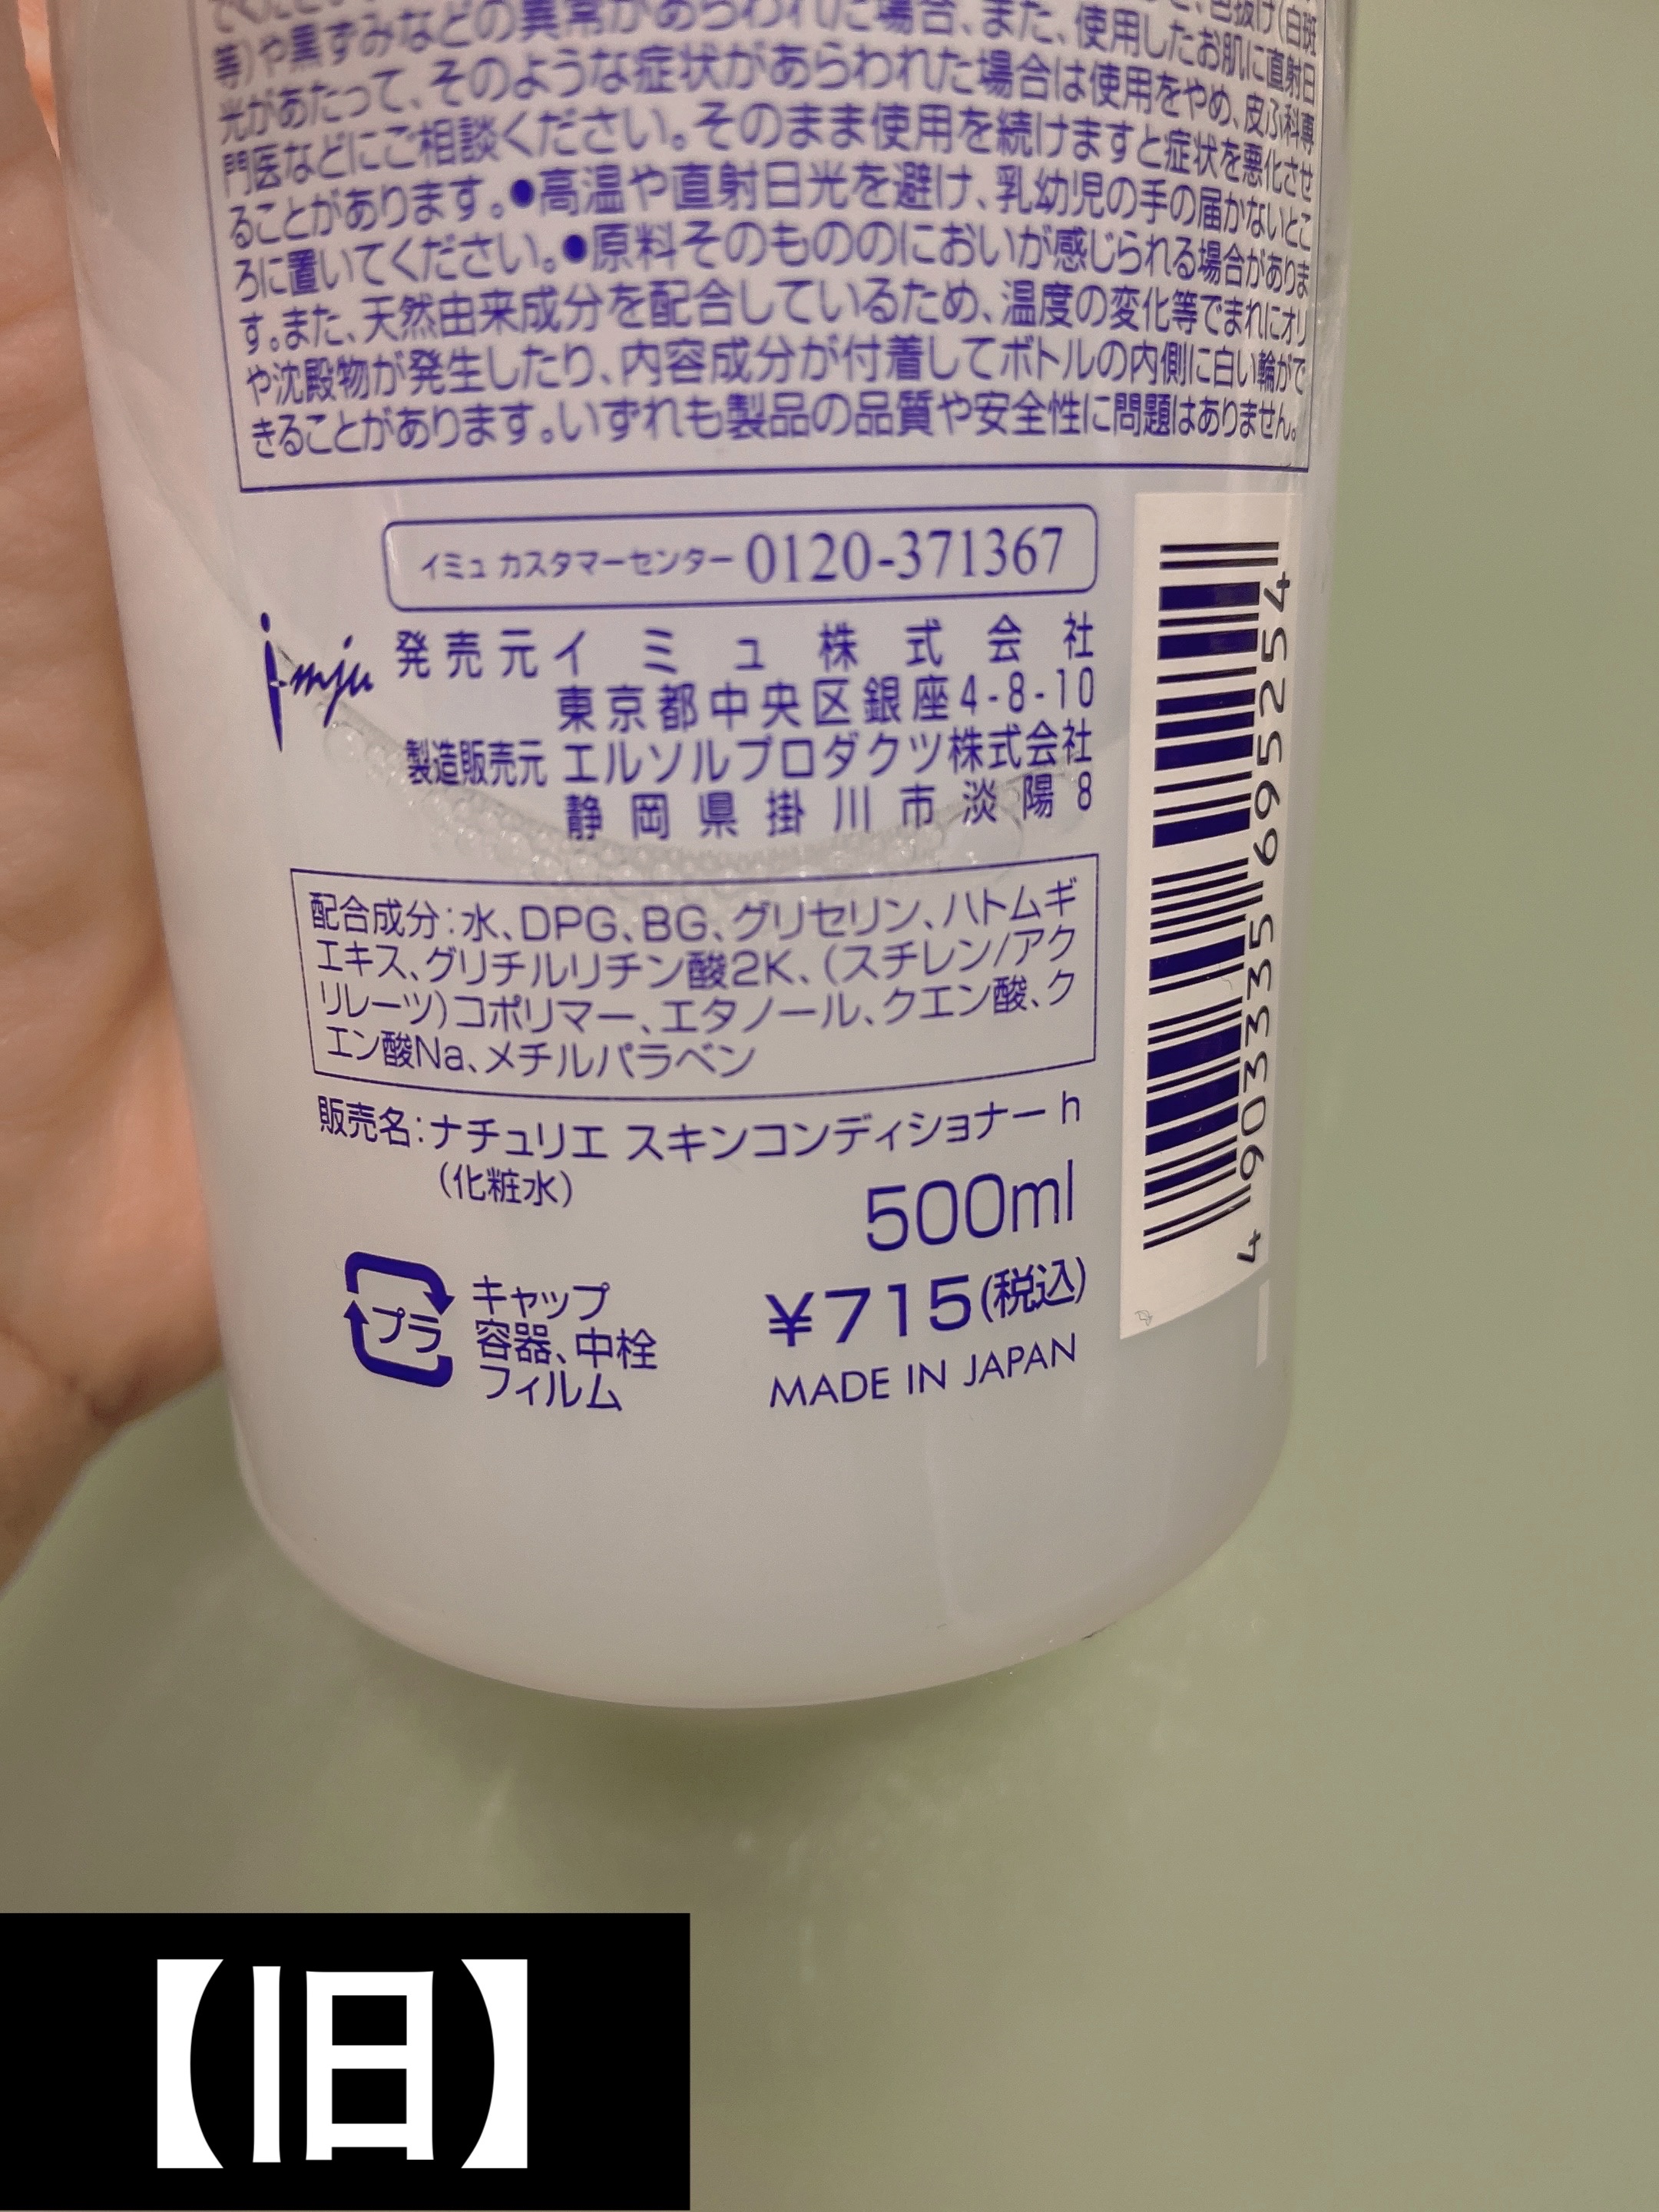 等)や黒ずみなどの異常があらわれた場合、また、使用したお肌に直射日
光があたって、そのような症状があらわれた場合は使用をやめ、皮ふ科専
門医などにご相談ください。そのまま使用を続けますと症状を悪化させ
ることがあります。●高温や直射日光を避け、乳幼児の手の届かないとこ
ろに置いてください。●原料そのもののにおいが感じられる場合がありま
す。また、天然由来成分を配合しているため、温度の変化等でまれにオリ
や沈殿物が発生したり、内容成分が付着してボトルの内側に白い輪がで
きることがあります。いずれも製品の品質や安全性に問題はありません。
イミュ カスタマーセンター 0120-371367
imju
発売元 イミュ株式会社
東京都中央区銀座4-8-10
製造販売元 エルソルプロダクツ株式会社
静岡県掛川市淡陽8
配合成分:水、DPG、BG、グリセリン、ハトムギ
エキス、グリチルリチン酸2K、(スチレン/アク
リレーツ)コポリマー、エタノール、クエン酸、ク
エン酸Na、メチルパラベン
販売名:ナチュリエ スキンコンディショナー h
(化粧水)
500ml
¥715(税込)
MADE IN JAPAN
プラ
キャップ
容器、中栓
フィルム
4903335695254
4
【旧】